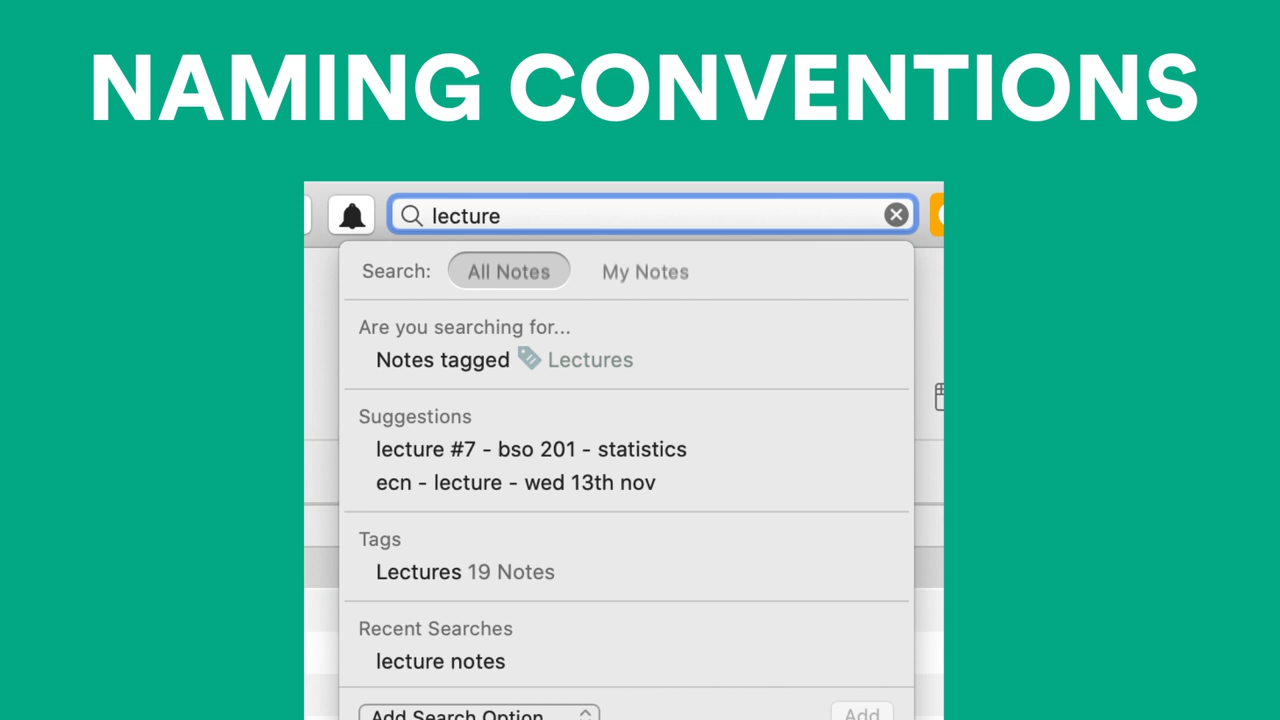 NAMING CONVENTIONS
lecture
Search: All Notes My Notes
Are you searching for...
Notes tagged Lectures
Suggestions
lecture #7 - bso 201 - statistics
ecn - lecture - wed 13th nov
Tags
Lectures 19 Notes
Recent Searches
lecture notes
Add Search Option Add